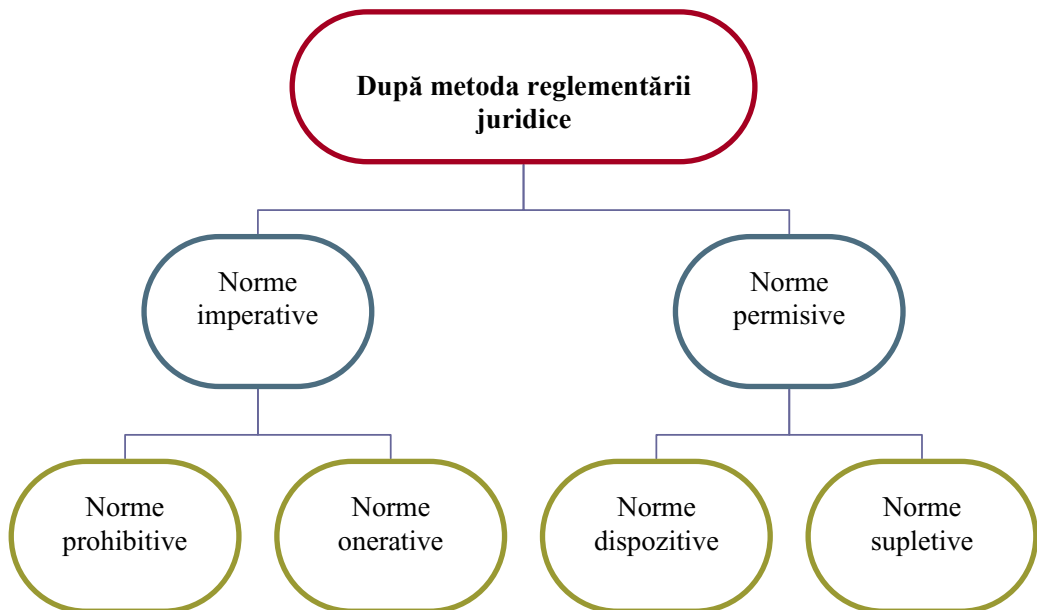 După metoda reglementării
juridice
Norme
imperative
Norme
permisive
Norme
prohibitive
Norme
onerative
Norme
dispozitive
Norme
supletive